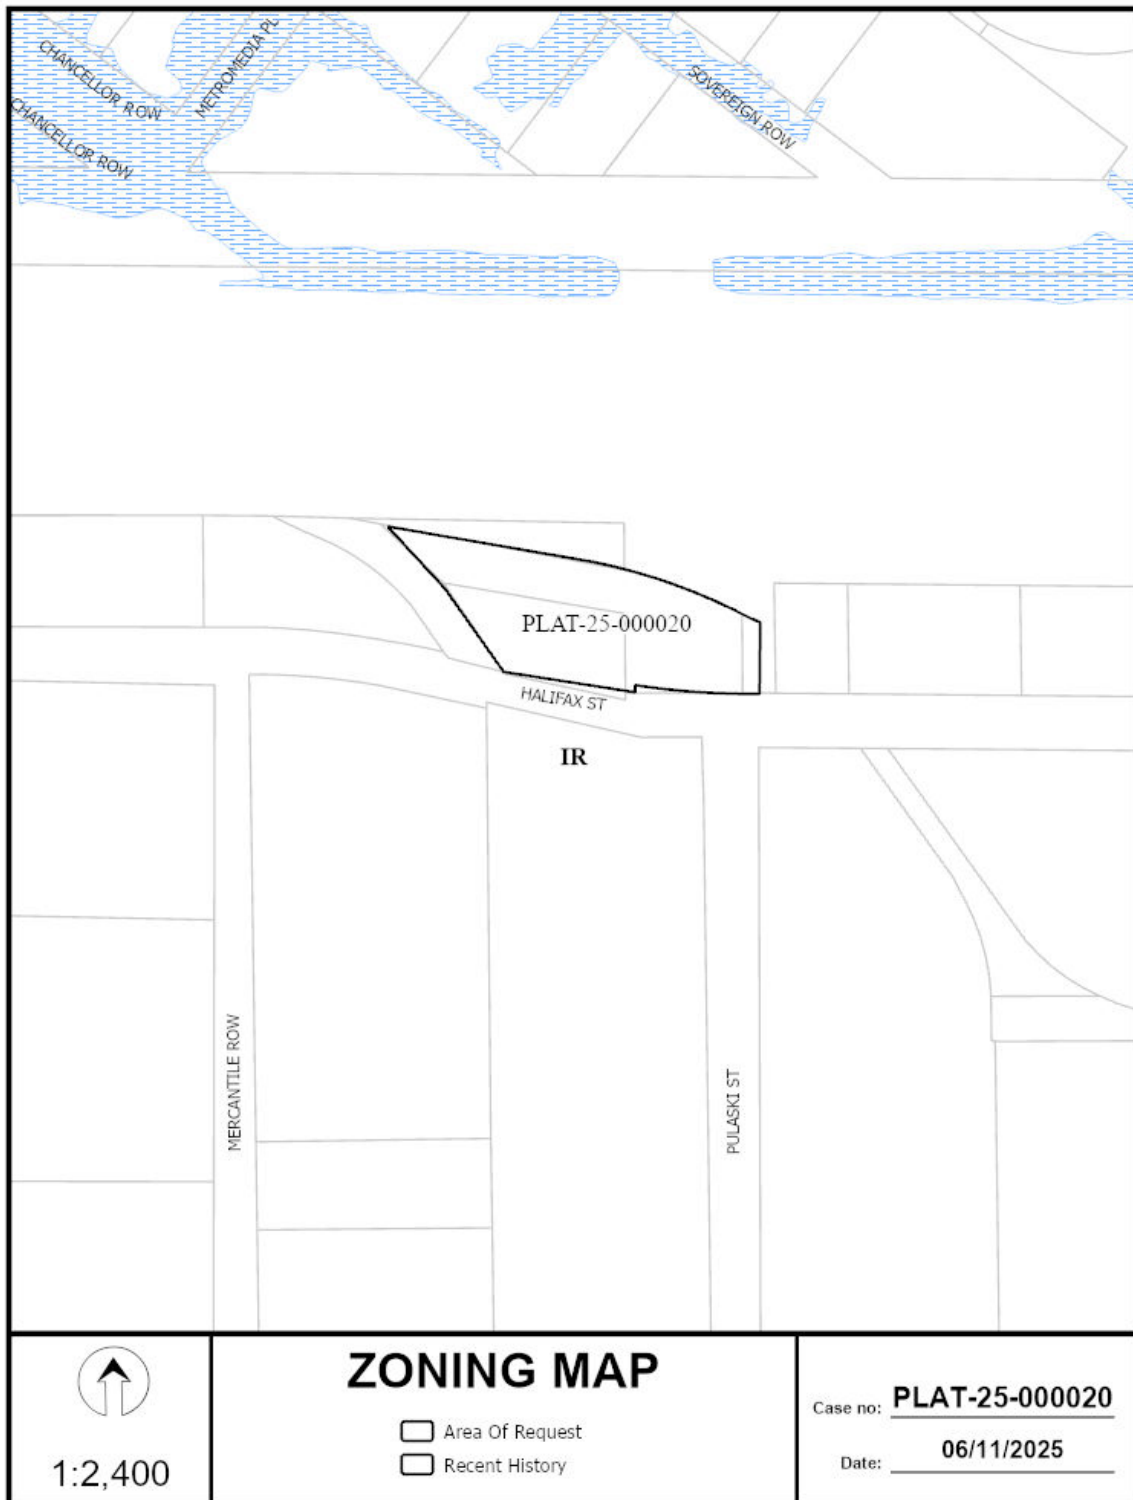 CHANCELLOR ROW
METROMEDIA PL
SOVEREIGN ROW
CHANCELLOR ROW
PLAT-25-000020
HALIFAX ST
IR
MERCANTILE ROW
PULASKI ST
1:2,400
ZONING MAP
Area Of Request
Recent History
Case no: PLAT-25-000020
Date: 06/11/2025